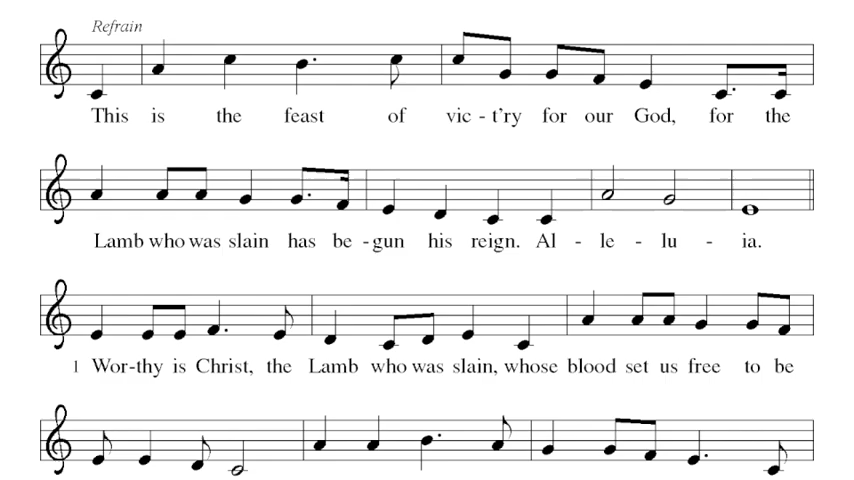 Refrain
This is the feast of vic - t'ry for our God, for the
Lamb who was slain has be - gun his reign. Al - le - lu - ia.
1 Wor-thy is Christ, the Lamb who was slain, whose blood set us free to be